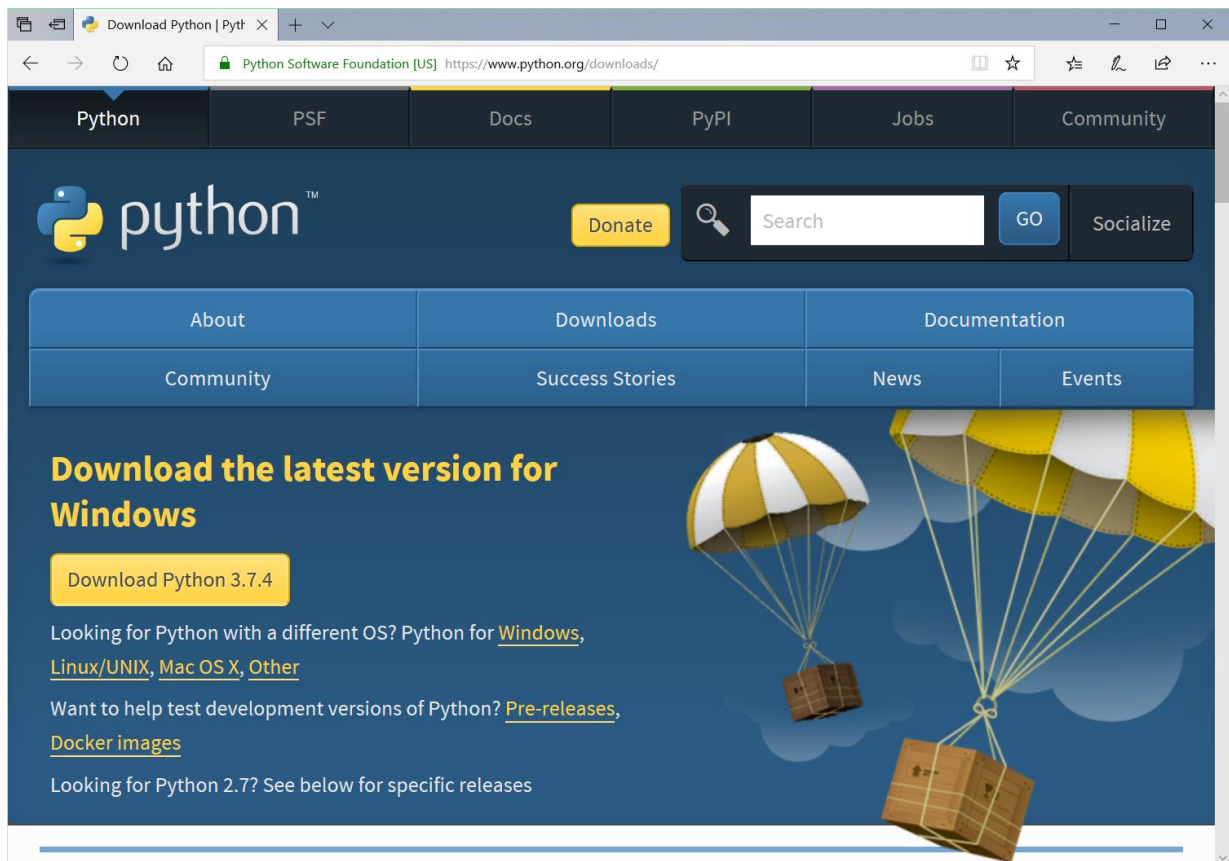 Download Python | Pyth
Python Software Foundation [US] https://www.python.org/downloads/
Python PSF Docs PyPI Jobs Community
python™
Donate Search GO Socialize
About Downloads Documentation
Community Success Stories News Events
Download the latest version for
Windows
Download Python 3.7.4
Looking for Python with a different OS? Python for Windows,
Linux/UNIX, Mac OS X, Other
Want to help test development versions of Python? Pre-releases,
Docker images
Looking for Python 2.7? See below for specific releases